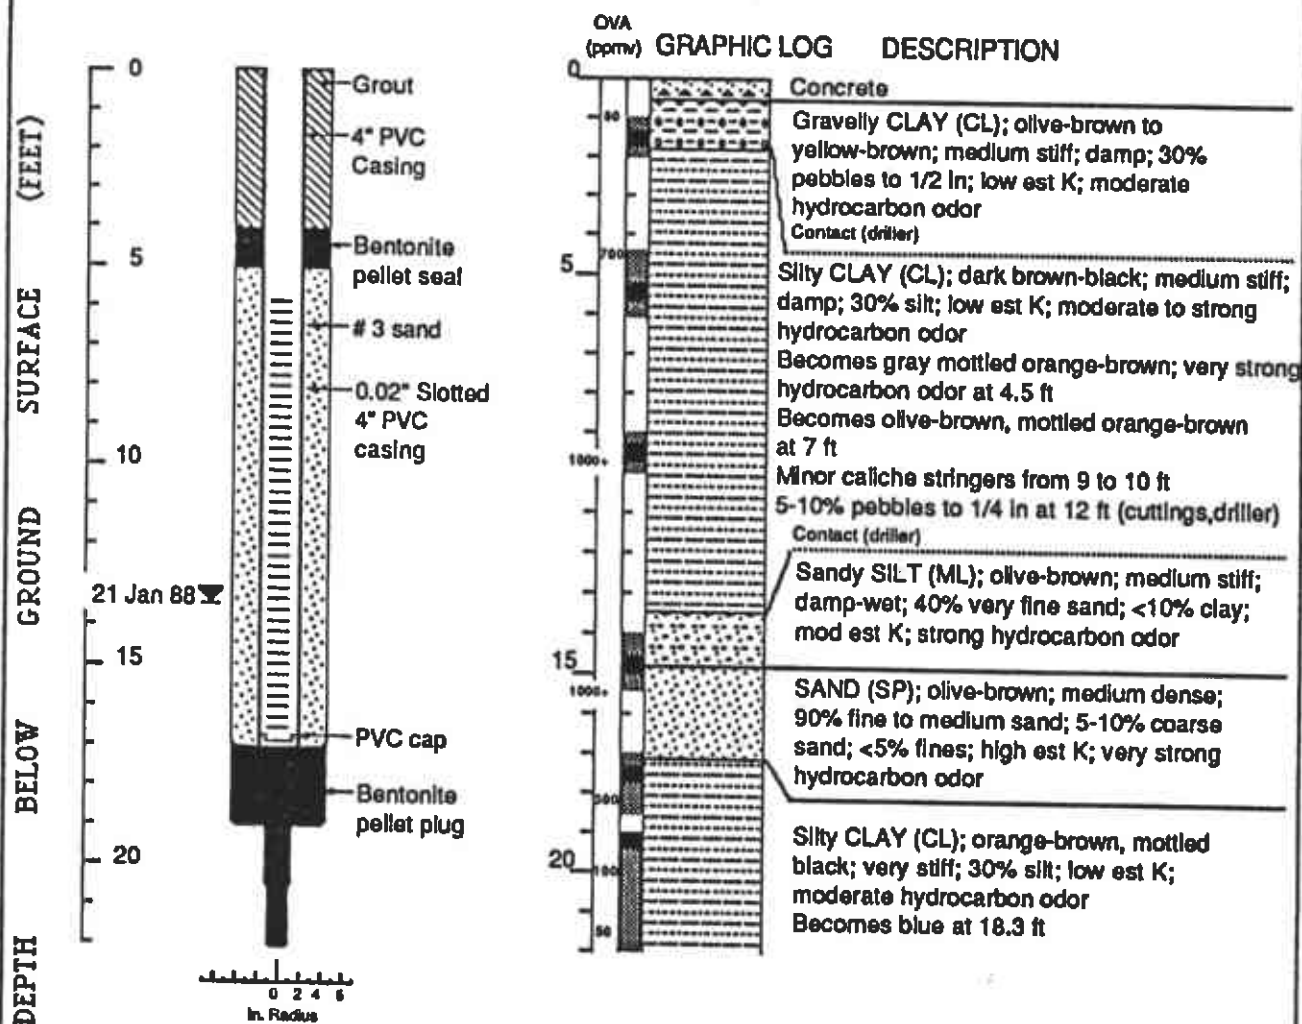 DEPTH BELOW GROUND SURFACE (FEET)
0
5
10
15
20
21 Jan 88
Grout
4" PVC
Casing
Bentonite
pellet seal
# 3 sand
0.02" Slotted
4" PVC
casing
PVC cap
Bentonite
pellet plug
0 2 4 6
In. Radius
OVA
(ppmv) GRAPHIC LOG DESCRIPTION
0
5
15
20
700
1000+
1000+
500
50
Concrete
Gravelly CLAY (CL); olive-brown to
yellow-brown; medium stiff; damp; 30%
pebbles to 1/2 in; low est K; moderate
hydrocarbon odor
Contact (driller)
Silty CLAY (CL); dark brown-black; medium stiff;
damp; 30% silt; low est K; moderate to strong
hydrocarbon odor
Becomes gray mottled orange-brown; very strong
hydrocarbon odor at 4.5 ft
Becomes olive-brown, mottled orange-brown
at 7 ft
Minor caliche stringers from 9 to 10 ft
5-10% pebbles to 1/4 in at 12 ft (cuttings,driller)
Contact (driller)
Sandy SILT (ML); olive-brown; medium stiff;
damp-wet; 40% very fine sand; <10% clay;
mod est K; strong hydrocarbon odor
SAND (SP); olive-brown; medium dense;
90% fine to medium sand; 5-10% coarse
sand; <5% fines; high est K; very strong
hydrocarbon odor
Silty CLAY (CL); orange-brown, mottled
black; very stiff; 30% silt; low est K;
moderate hydrocarbon odor
Becomes blue at 18.3 ft